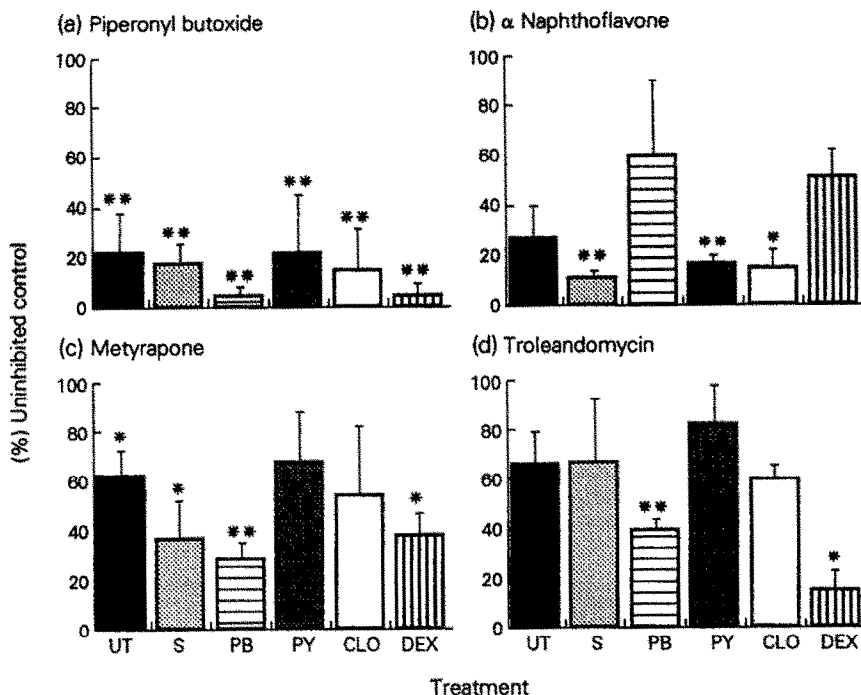 (a) Piperonyl butoxide
100
80
60
40
20
0
** ** ** ** ** **
(b) α Naphthoflavone
100
80
60
40
20
0
** ** *
(c) Metyrapone
100
80
60
40
20
0
* * ** *
UT S PB PY CLO DEX
(d) Troleandomycin
100
80
60
40
20
0
** *
UT S PB PY CLO DEX
(%) Uninhibited control
Treatment